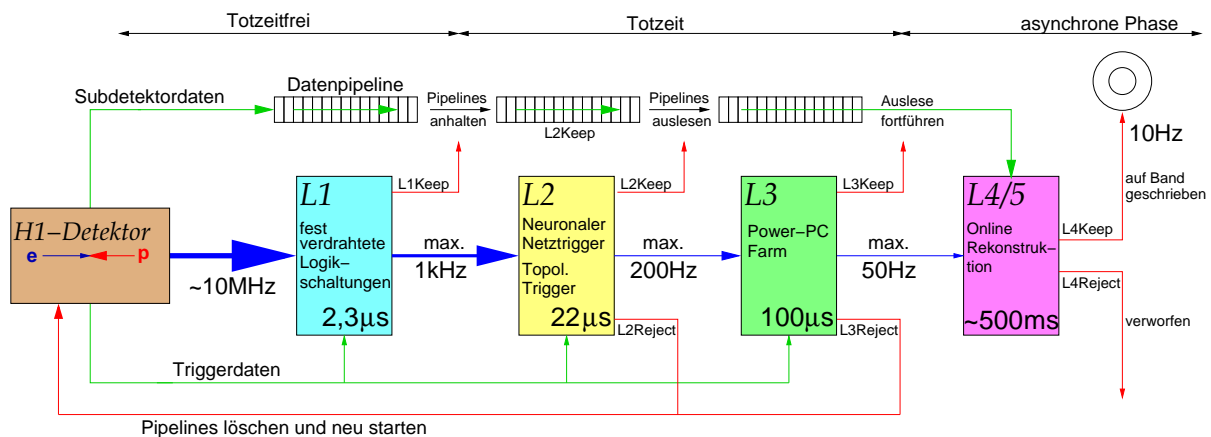 Totzeitfrei
Totzeit
asynchrone Phase
Subdetektordaten
Datenpipeline
Pipelines
anhalten
L2Keep
Pipelines
auslesen
Auslese
fortführen
10Hz
auf Band
geschrieben
H1–Detektor
e
p
~10MHz
L1
fest
verdrahtete
Logik–
schaltungen
2,3µs
L1Keep
max.
1kHz
L2
Neuronaler
Netztrigger
Topol.
Trigger
22µs
L2Keep
max.
200Hz
L2Reject
L3
Power–PC
Farm
100µs
L3Keep
max.
50Hz
L3Reject
L4/5
Online
Rekonstruk–
tion
~500ms
L4Keep
L4Reject
verworfen
Triggerdaten
Pipelines löschen und neu starten